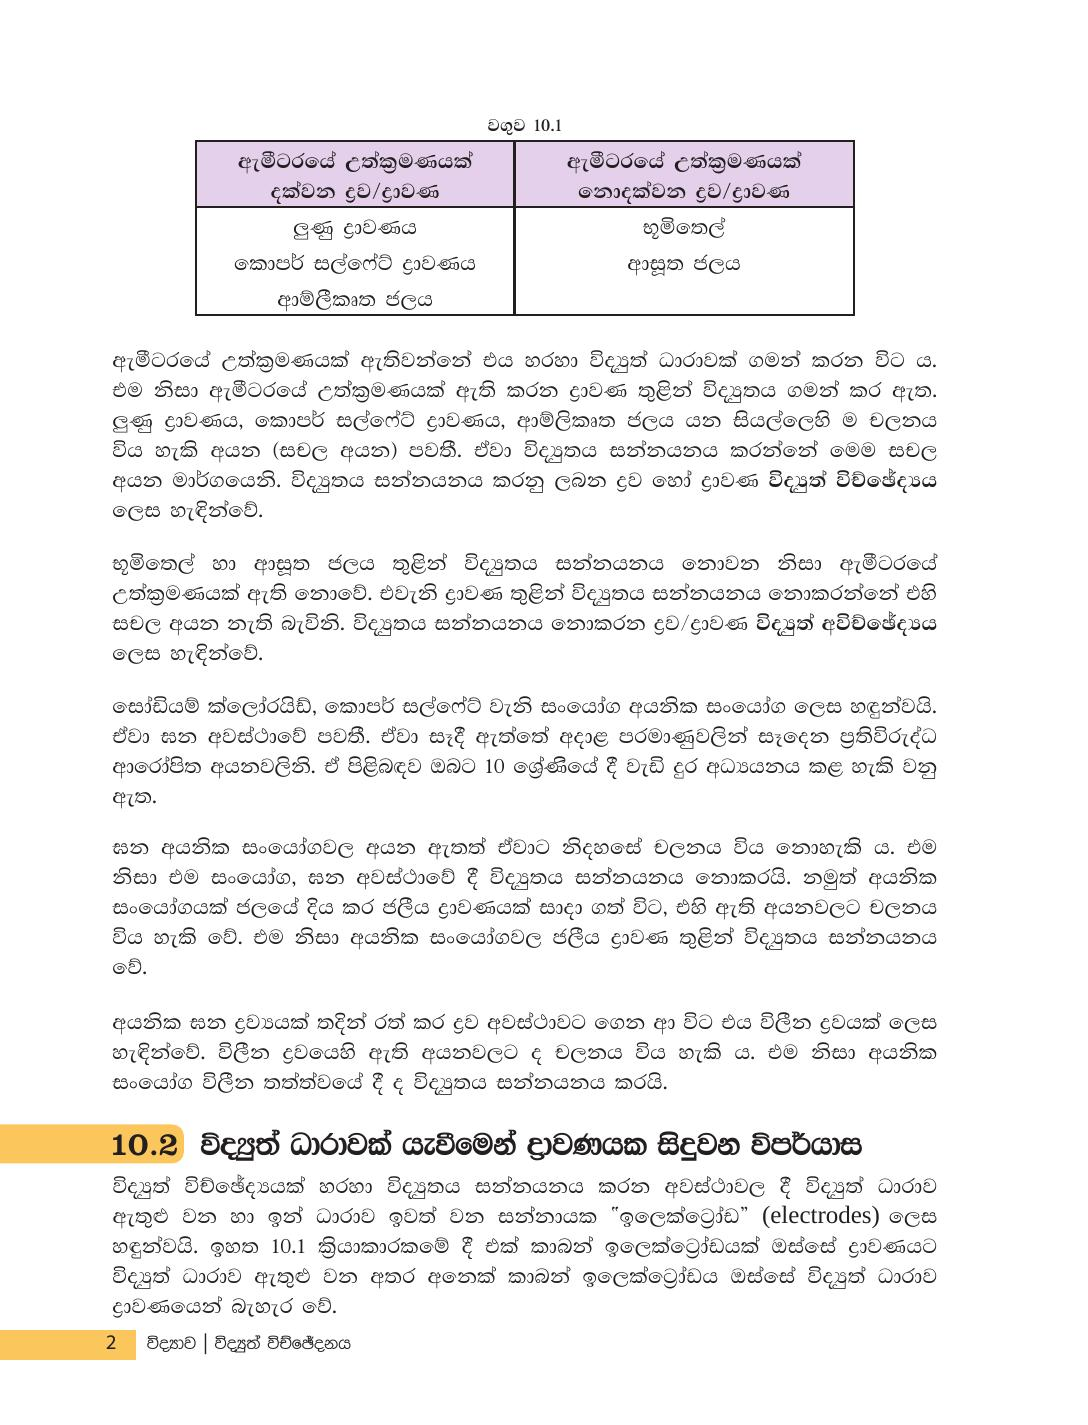 වගුව 10.1
ඇමීටරයේ උත්ක්‍රමණයක්
දක්වන ද්‍රව/ද්‍රාවණ
ඇමීටරයේ උත්ක්‍රමණයක්
නොදක්වන ද්‍රව/ද්‍රාවණ
ලුණු ද්‍රාවණය
භූමිතෙල්
කොපර් සල්ෆේට් ද්‍රාවණය
ආසූත ජලය
ආම්ලීකෘත ජලය
ඇමීටරයේ උත්ක්‍රමණයක් ඇතිවන්නේ එය හරහා විද්‍යුත් ධාරාවක් ගමන් කරන විට ය.
එම නිසා ඇමීටරයේ උත්ක්‍රමණයක් ඇති කරන ද්‍රාවණ තුළින් විද්‍යුතය ගමන් කර ඇත.
ලුණු ද්‍රාවණය, කොපර් සල්ෆේට් ද්‍රාවණය, ආම්ලිකෘත ජලය යන සියල්ලෙහි ම චලනය
විය හැකි අයන (සචල අයන) පවතී. ඒවා විද්‍යුතය සන්නයනය කරන්නේ මෙම සචල
අයන මාර්ගයෙනි. විද්‍යුතය සන්නයනය කරනු ලබන ද්‍රව හෝ ද්‍රාවණ විද්‍යුත් විච්ඡේද්‍යය
ලෙස හැඳින්වේ.
භූමිතෙල් හා ආසූත ජලය තුළින් විද්‍යුතය සන්නයනය නොවන නිසා ඇමීටරයේ
උත්ක්‍රමණයක් ඇති නොවේ. එවැනි ද්‍රාවණ තුළින් විද්‍යුතය සන්නයනය නොකරන්නේ එහි
සචල අයන නැති බැවිනි. විද්‍යුතය සන්නයනය නොකරන ද්‍රව/ද්‍රාවණ විද්‍යුත් අවිච්ඡේද්‍යය
ලෙස හැඳින්වේ.
සෝඩියම් ක්ලෝරයිඩ්, කොපර් සල්ෆේට් වැනි සංයෝග අයනික සංයෝග ලෙස හඳුන්වයි.
ඒවා ඝන අවස්ථාවේ පවතී. ඒවා සෑදී ඇත්තේ අදාළ පරමාණුවලින් සෑදෙන ප්‍රතිවිරුද්ධ
ආරෝපිත අයනවලිනි. ඒ පිළිබඳව ඔබට 10 ශ්‍රේණියේ දී වැඩි දුර අධ්‍යයනය කළ හැකි වනු
ඇත.
ඝන අයනික සංයෝගවල අයන ඇතත් ඒවාට නිදහසේ චලනය විය නොහැකි ය. එම
නිසා එම සංයෝග, ඝන අවස්ථාවේ දී විද්‍යුතය සන්නයනය නොකරයි. නමුත් අයනික
සංයෝගයක් ජලයේ දිය කර ජලීය ද්‍රාවණයක් සාදා ගත් විට, එහි ඇති අයනවලට චලනය
විය හැකි වේ. එම නිසා අයනික සංයෝගවල ජලීය ද්‍රාවණ තුළින් විද්‍යුතය සන්නයනය
වේ.
අයනික ඝන ද්‍රව්‍යයක් තදින් රත් කර ද්‍රව අවස්ථාවට ගෙන ආ විට එය විලීන ද්‍රවයක් ලෙස
හැඳින්වේ. විලීන ද්‍රවයෙහි ඇති අයනවලට ද චලනය විය හැකි ය. එම නිසා අයනික
සංයෝග විලීන තත්ත්වයේ දී ද විද්‍යුතය සන්නයනය කරයි.
10.2 විද්‍යුත් ධාරාවක් යැවීමෙන් ද්‍රාවණයක සිදුවන විපර්යාස
විද්‍යුත් විච්ඡේද්‍යයක් හරහා විද්‍යුතය සන්නයනය කරන අවස්ථාවල දී විද්‍යුත් ධාරාව
ඇතුළු වන හා ඉන් ධාරාව ඉවත් වන සන්නායක “ඉලෙක්ට්‍රෝඩ” (electrodes) ලෙස
හඳුන්වයි. ඉහත 10.1 ක්‍රියාකාරකමේ දී එක් කාබන් ඉලෙක්ට්‍රෝඩයක් ඔස්සේ ද්‍රාවණයට
විද්‍යුත් ධාරාව ඇතුළු වන අතර අනෙක් කාබන් ඉලෙක්ට්‍රෝඩය ඔස්සේ විද්‍යුත් ධාරාව
ද්‍රාවණයෙන් බැහැර වේ.
2 විද්‍යාව | විද්‍යුත් විච්ඡේදනය